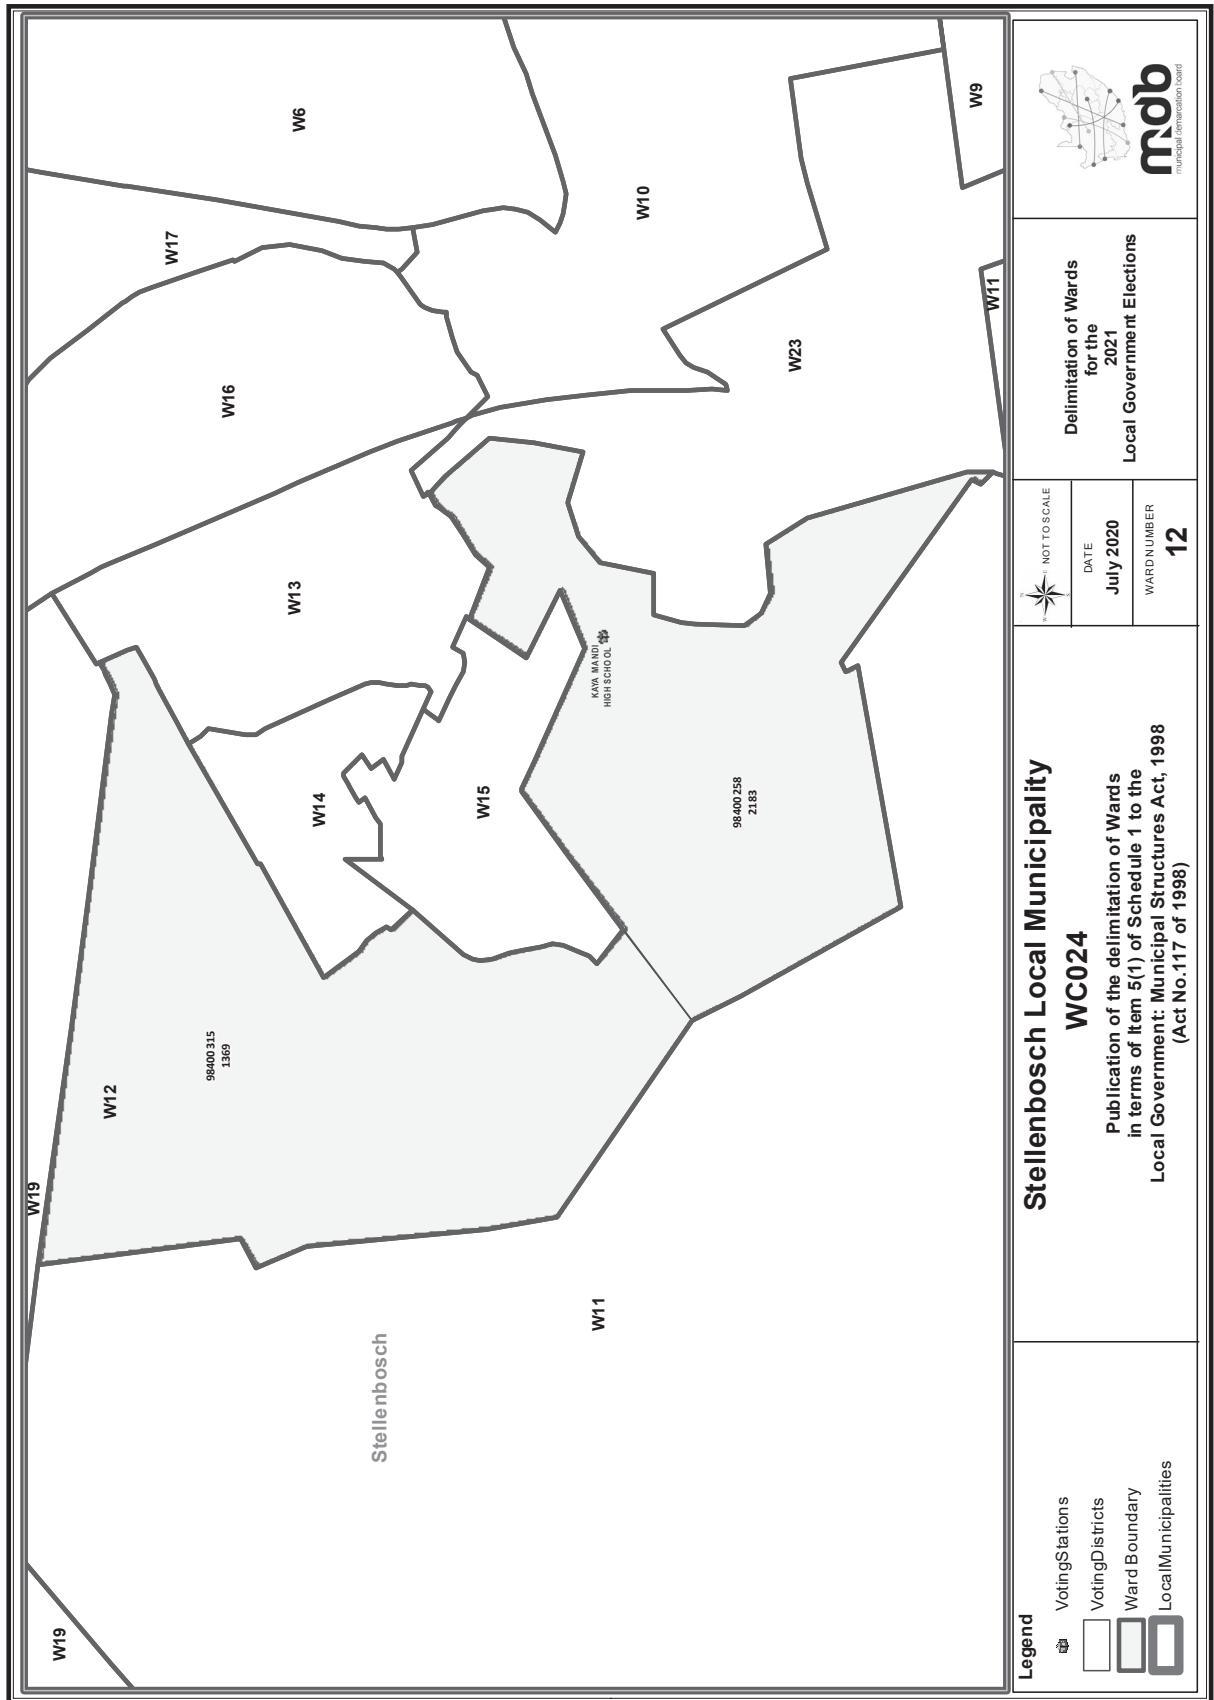 W19
W19
W12
98400315
1369
W14
W15
W13
W16
W17
W6
W10
W23
W9
W11
W11
Stellenbosch
KAYA MANDI
HIGH SCHOOL
98400258
2183
Legend
VotingStations
VotingDistricts
Ward Boundary
LocalMunicipalities
Stellenbosch Local Municipality
WC024
Publication of the delimitation of Wards
in terms of Item 5(1) of Schedule 1 to the
Local Government: Municipal Structures Act, 1998
(Act No.117 of 1998)
N
W
E
S
NOT TO SCALE
DATE
July 2020
WARD NUMBER
12
Delimitation of Wards
for the
2021
Local Government Elections
mdb
municipal demarcation board